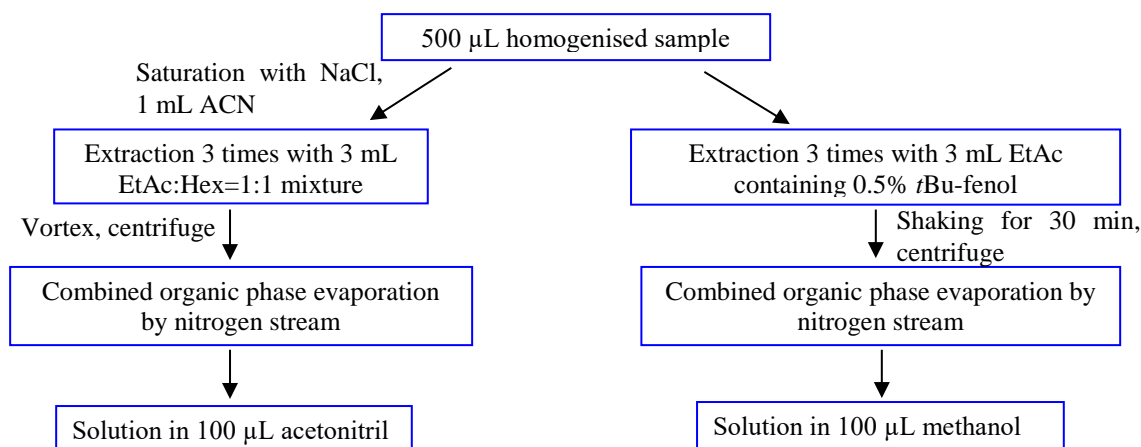 500 µL homogenised sample
Saturation with NaCl,
1 mL ACN
Extraction 3 times with 3 mL
EtAc:Hex=1:1 mixture
Vortex, centrifuge
Combined organic phase evaporation
by nitrogen stream
Solution in 100 µL acetonitril
Extraction 3 times with 3 mL EtAc
containing 0.5% tBu-fenol
Shaking for 30 min,
centrifuge
Combined organic phase evaporation by
nitrogen stream
Solution in 100 µL methanol